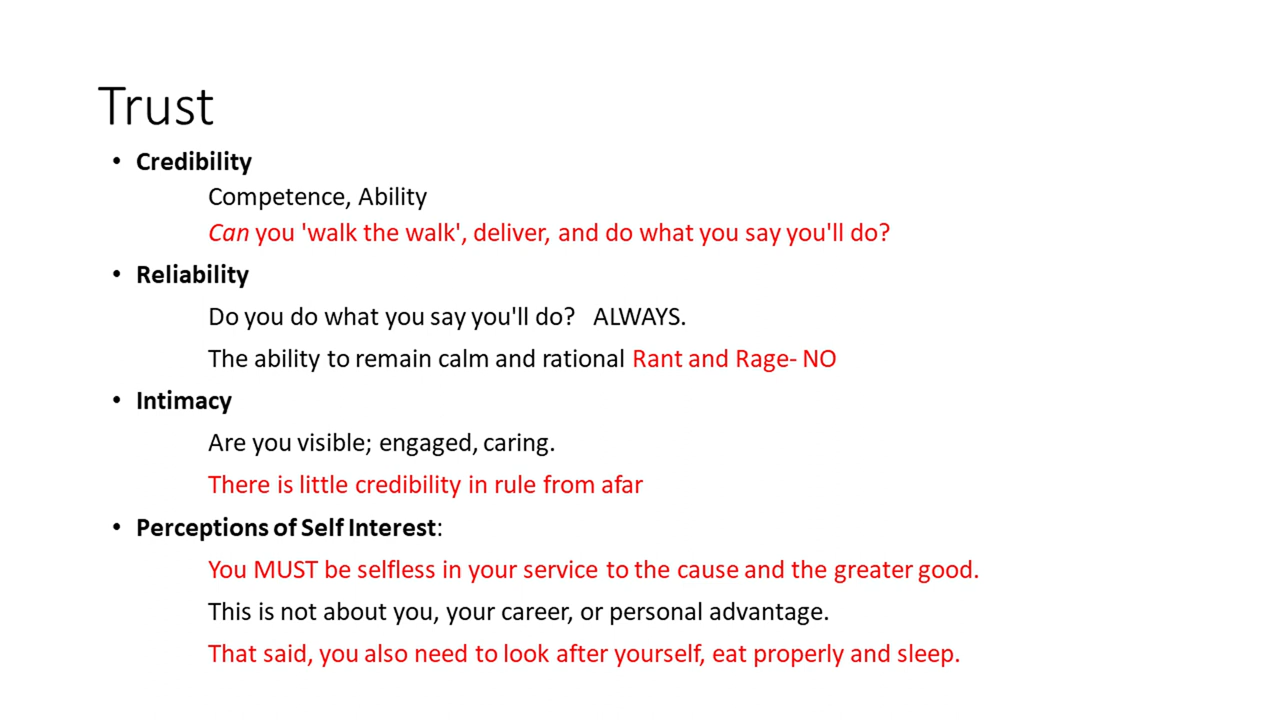 Trust
• Credibility
Competence, Ability
Can you 'walk the walk', deliver, and do what you say you'll do?
• Reliability
Do you do what you say you'll do?   ALWAYS.
The ability to remain calm and rational Rant and Rage- NO
• Intimacy
Are you visible; engaged, caring.
There is little credibility in rule from afar
• Perceptions of Self Interest:
You MUST be selfless in your service to the cause and the greater good.
This is not about you, your career, or personal advantage.
That said, you also need to look after yourself, eat properly and sleep.